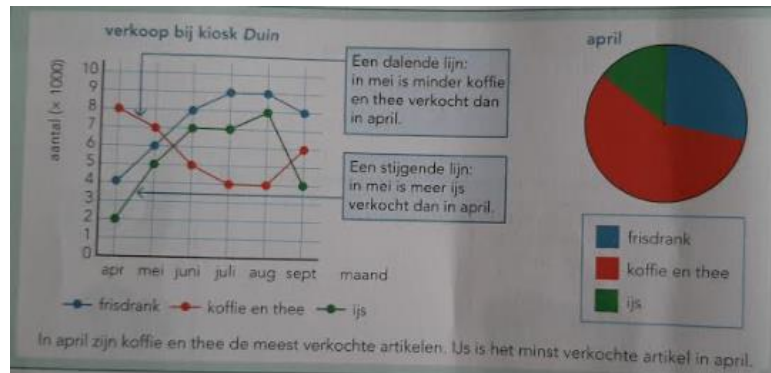 verkoop bij kiosk Duin
aantal (× 1000)
10
9
8
7
6
5
4
3
2
1
0
apr mei juni juli aug sept maand
frisdrank koffie en thee ijs
Een dalende lijn:
in mei is minder koffie
en thee verkocht dan
in april.
Een stijgende lijn:
in mei is meer ijs
verkocht dan in april.
april
frisdrank
koffie en thee
ijs
In april zijn koffie en thee de meest verkochte artikelen. IJs is het minst verkochte artikel in april.